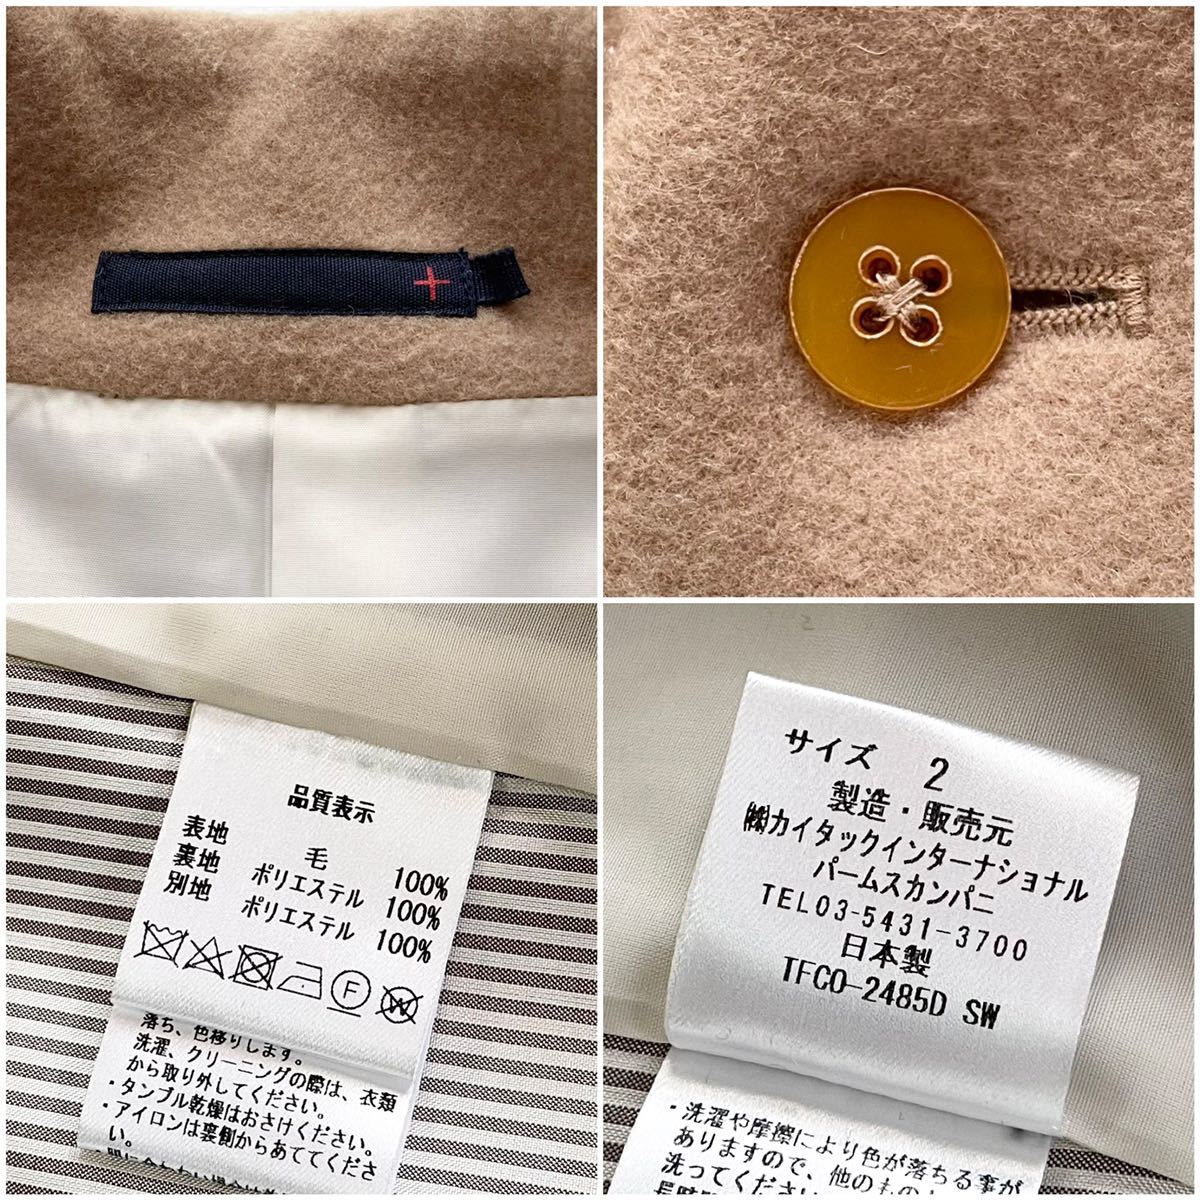 品質表示
表地 毛 100%
裏地 ポリエステル 100%
別地 ポリエステル 100%
F
W
落ち、色移りします。
洗濯、クリーニングの際は、衣類
から取り外してください。
・タンブル乾燥はおさけください。
・アイロンは裏側からあててくださ
い。
サイズ 2
製造・販売元
㈱カイタックインターナショナル
パームスカンパニ
TEL03-5431-3700
日本製
TFCO-2485D SW
・洗濯や摩擦により色が落ちる事が
ありますので、他のものと
洗ってください